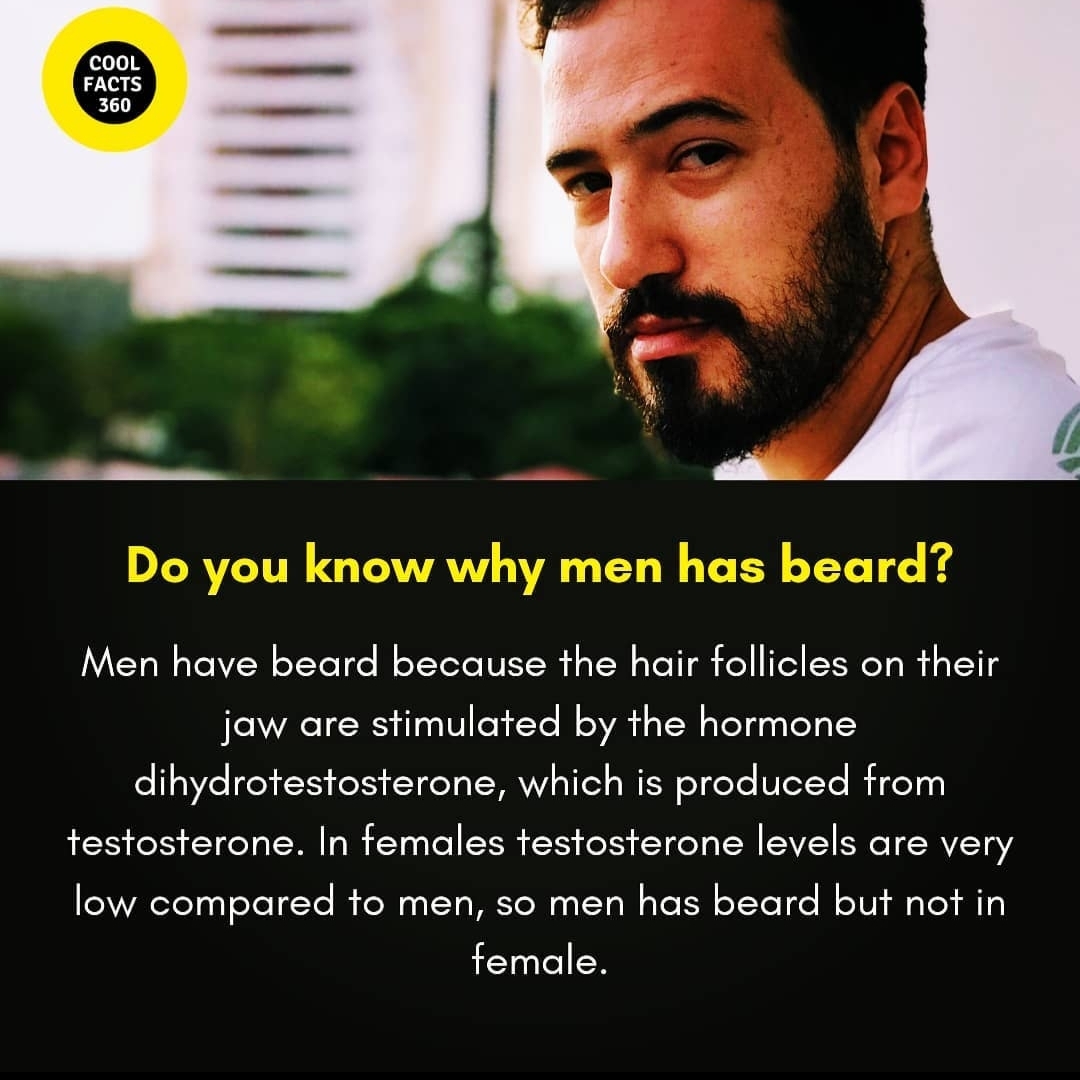 COOL
FACTS
360
Do you know why men has beard?
Men have beard because the hair follicles on their
jaw are stimulated by the hormone
dihydrotestosterone, which is produced from
testosterone. In females testosterone levels are very
low compared to men, so men has beard but not in
female.